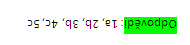 Odpovědi: 1a, 2b, 3b, 4c, 5c